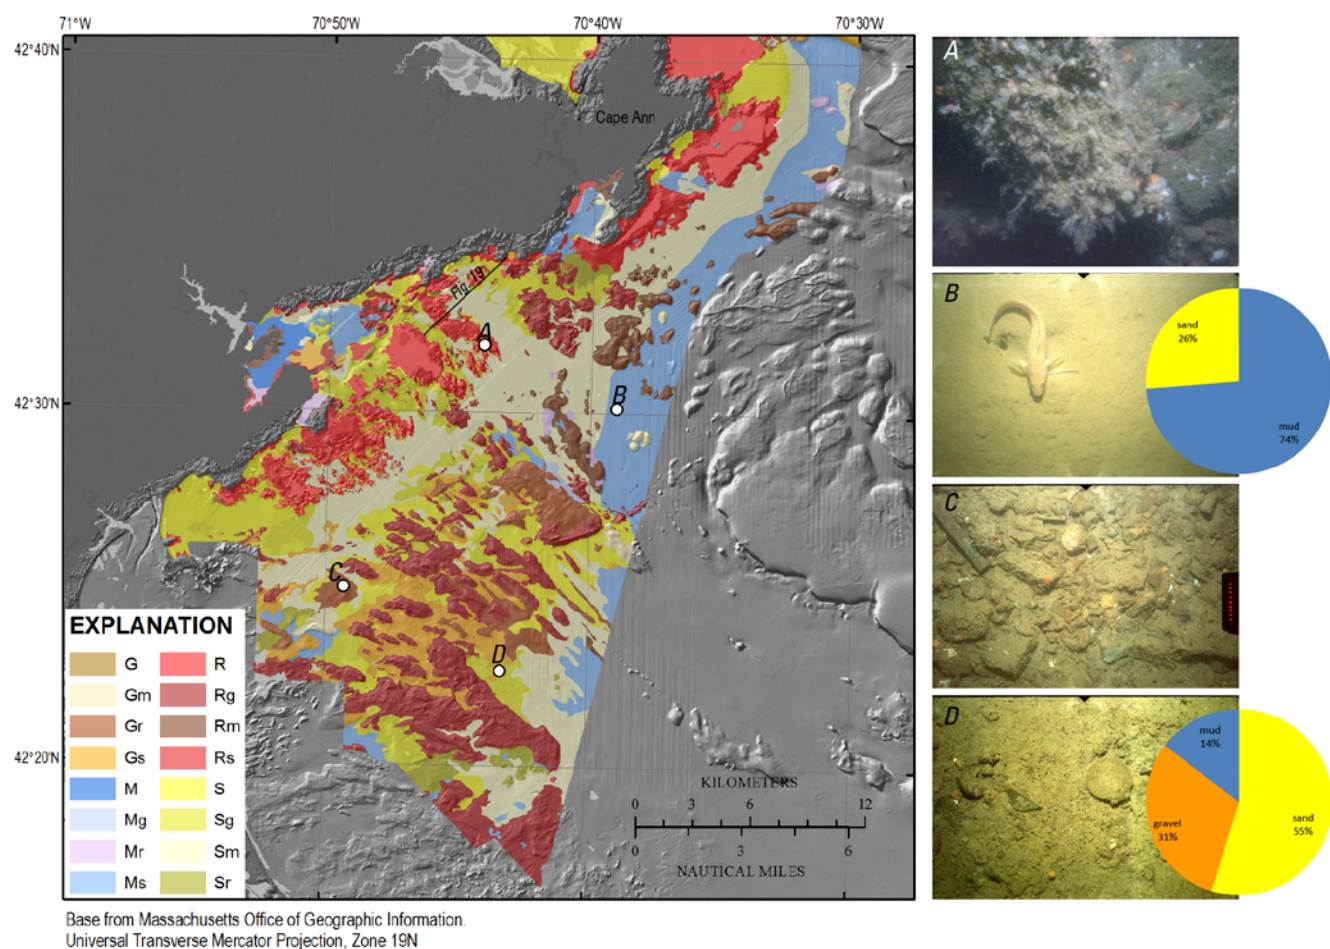 71°W
70°50'W
70°40'W
70°30'W
42°40'N
42°30'N
42°20'N
Cape Ann
Fig. 19
A
B
C
D
EXPLANATION
G R
Gm Rg
Gr Rm
Gs Rs
M S
Mg Sg
Mr Sm
Ms Sr
KILOMETERS
0 3 6 12
0 3 6
NAUTICAL MILES
Base from Massachusetts Office of Geographic Information.
Universal Transverse Mercator Projection, Zone 19N
A
B
sand
26%
mud
74%
C
D
mud
14%
gravel
31%
sand
55%